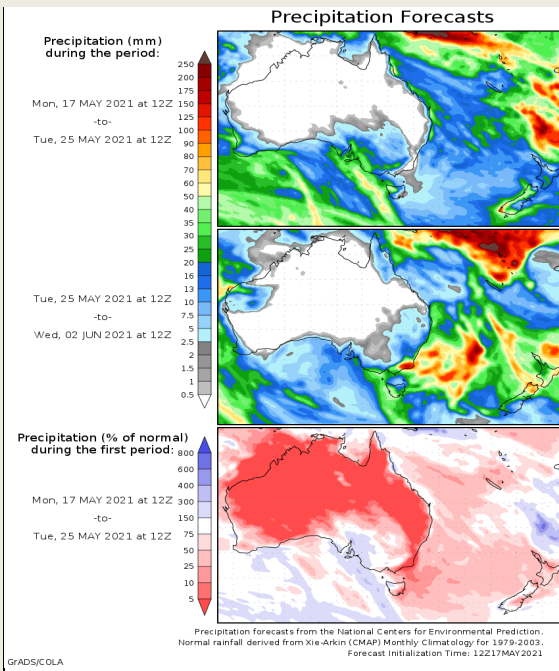 Precipitation Forecasts
Precipitation (mm)
during the period:
Mon, 17 MAY 2021 at 12Z
-to-
Tue, 25 MAY 2021 at 12Z
250
200
175
150
125
100
90
80
70
60
50
40
35
30
25
20
16
13
10
7.5
5
2.5
2
1.5
1
0.5
Tue, 25 MAY 2021 at 12Z
-to-
Wed, 02 JUN 2021 at 12Z
Precipitation (% of normal)
during the first period:
Mon, 17 MAY 2021 at 12Z
-to-
Tue, 25 MAY 2021 at 12Z
800
600
400
300
150
75
50
25
10
5
Precipitation forecasts from the National Centers for Environmental Prediction.
Normal rainfall derived from Xie-Arkin (CMAP) Monthly Climatology for 1979-2003.
Forecast Initialization Time: 12Z17MAY2021
GrADS/COLA